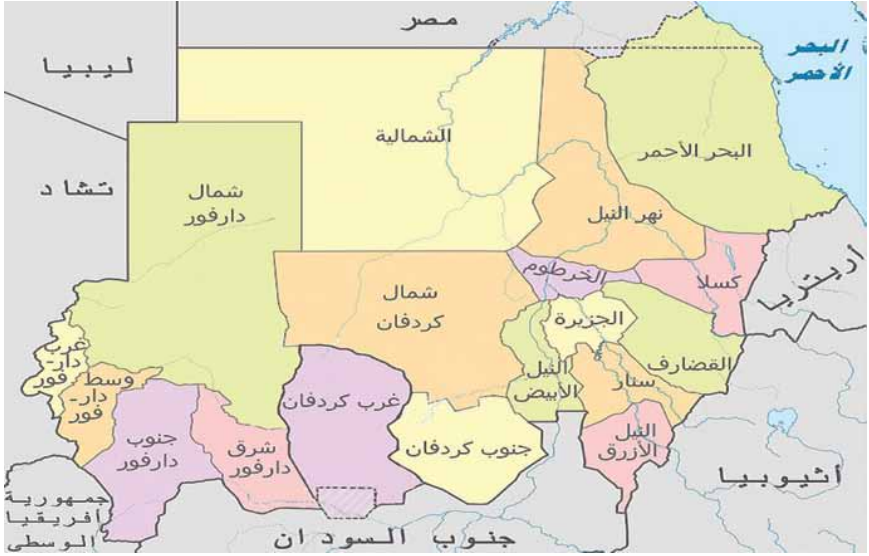 مصر
ليبيا
البحر
الأحمر
الشمالية
البحر الأحمر
تشاد
شمال
دارفور
نهر النيل
أريتريا
كسلا
الخرطوم
شمال
كردفان
الجزيرة
القضارف
غرب
دار-
فور
وسط
دار-
فور
النيل
الأبيض
سنار
غرب كردفان
جنوب
دارفور
شرق
دارفور
جنوب كردفان
النيل
الأزرق
أثيوبيا
جمهورية
أفريقيا
الوسطى
جنوب السودان